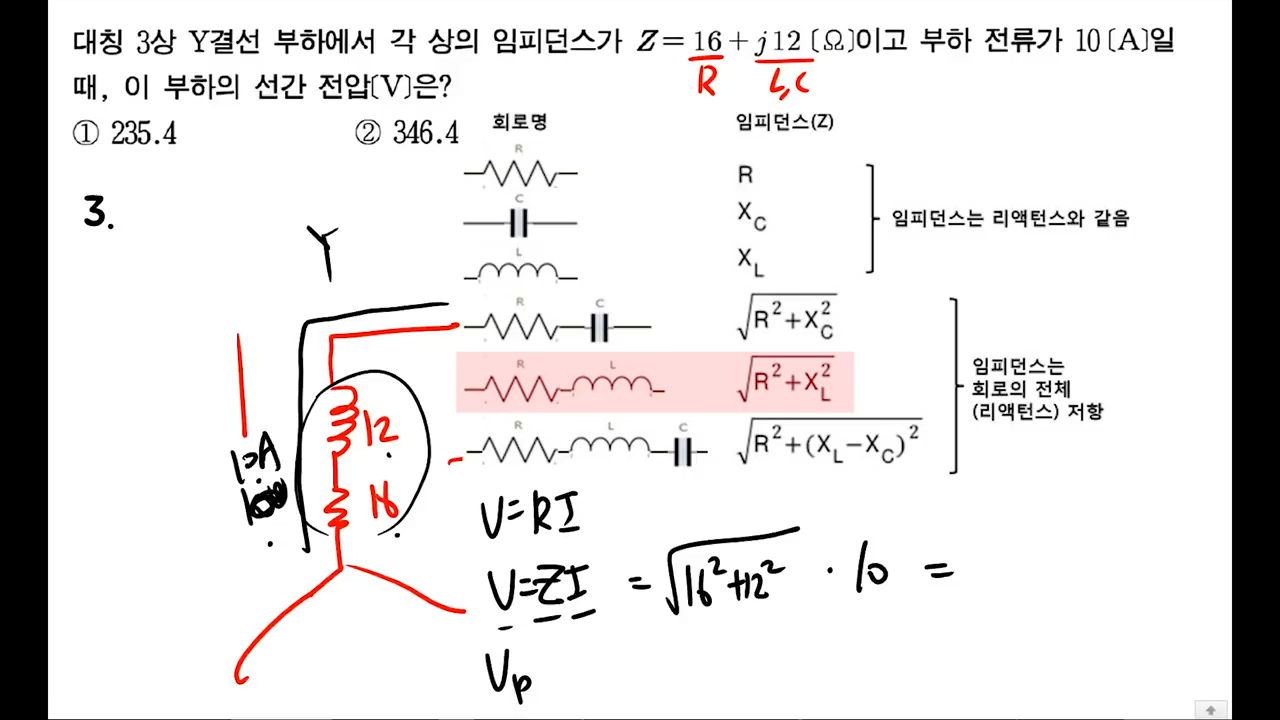 대칭 3상 Y결선 부하에서 각 상의 임피던스가 Z=16+j12 [Ω]이고 부하 전류가 10 [A]일
R L,C
때, 이 부하의 선간 전압[V]은?
① 235.4 ② 346.4
회로명 임피던스(Z)
R R
C X_C
L X_L
임피던스는 리액턴스와 같음
3.
Y
R C √R²+X_C²
R L √R²+X_L²
R L C √R²+(X_L-X_C)²
임피던스는
회로의 전체
(리액턴스) 저항
12
10A
16
V=RI
V=ZI = √16²+12² · 10 =
Vp